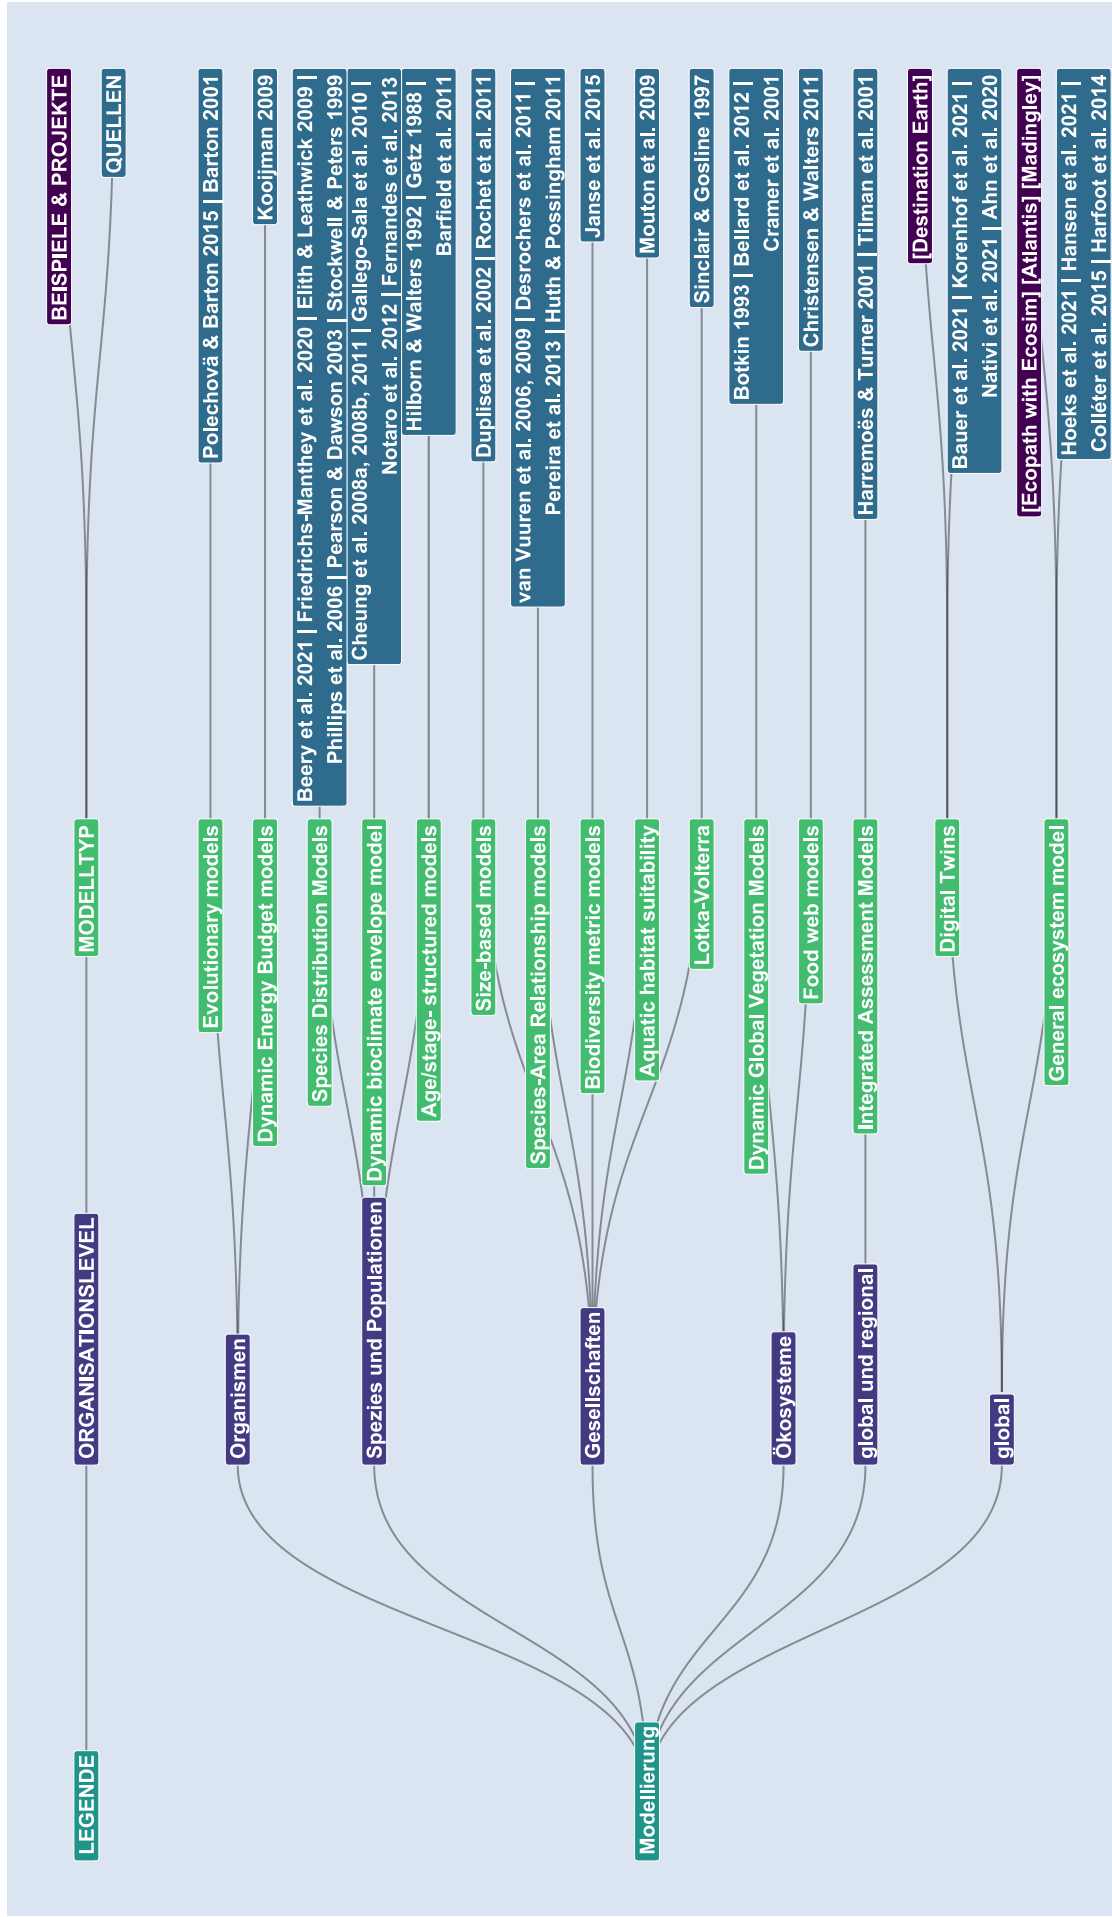 LEGENDE
ORGANISATIONSLEVEL
MODELLTYP
BEISPIELE & PROJEKTE
QUELLEN
Modellierung
Organismen
Evolutionary models
Polechovä & Barton 2015 | Barton 2001
Dynamic Energy Budget models
Kooijman 2009
Spezies und Populationen
Species Distribution Models
Beery et al. 2021 | Friedrichs-Manthey et al. 2020 | Elith & Leathwick 2009 |
Phillips et al. 2006 | Pearson & Dawson 2003 | Stockwell & Peters 1999
Dynamic bioclimate envelope model
Cheung et al. 2008a, 2008b, 2011 | Gallego-Sala et al. 2010 |
Notaro et al. 2012 | Fernandes et al. 2013
Age/stage- structured models
Hilborn & Walters 1992 | Getz 1988 |
Barfield et al. 2011
Gesellschaften
Size-based models
Duplisea et al. 2002 | Rochet et al. 2011
Species-Area Relationship models
van Vuuren et al. 2006, 2009 | Desrochers et al. 2011 |
Pereira et al. 2013 | Huth & Possingham 2011
Biodiversity metric models
Janse et al. 2015
Aquatic habitat suitability
Mouton et al. 2009
Lotka-Volterra
Sinclair & Gosline 1997
Ökosysteme
Dynamic Global Vegetation Models
Botkin 1993 | Bellard et al. 2012 |
Cramer et al. 2001
Food web models
Christensen & Walters 2011
global und regional
Integrated Assessment Models
Harremoës & Turner 2001 | Tilman et al. 2001
global
Digital Twins
[Destination Earth]
Bauer et al. 2021 | Korenhof et al. 2021 |
Nativi et al. 2021 | Ahn et al. 2020
General ecosystem model
[Ecopath with Ecosim] [Atlantis] [Madingley]
Hoeks et al. 2021 | Hansen et al. 2021 |
Colléter et al. 2015 | Harfoot et al. 2014